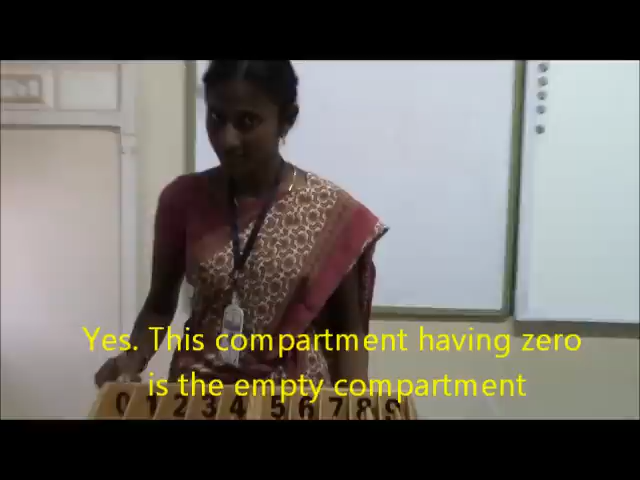 Yes. This compartment having zero
is the empty compartment
0 1 2 3 4 5 6 7 8 9